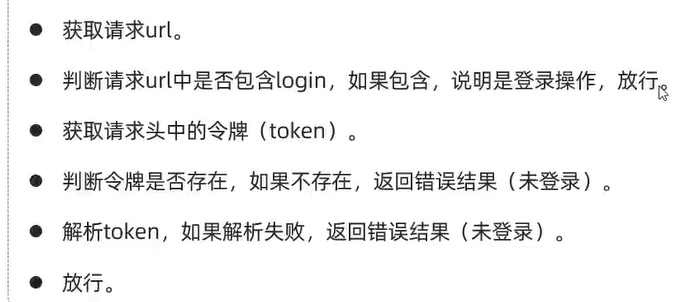 ● 获取请求url。
● 判断请求url中是否包含login，如果包含，说明是登录操作，放行。
● 获取请求头中的令牌（token）。
● 判断令牌是否存在，如果不存在，返回错误结果（未登录）。
● 解析token，如果解析失败，返回错误结果（未登录）。
● 放行。